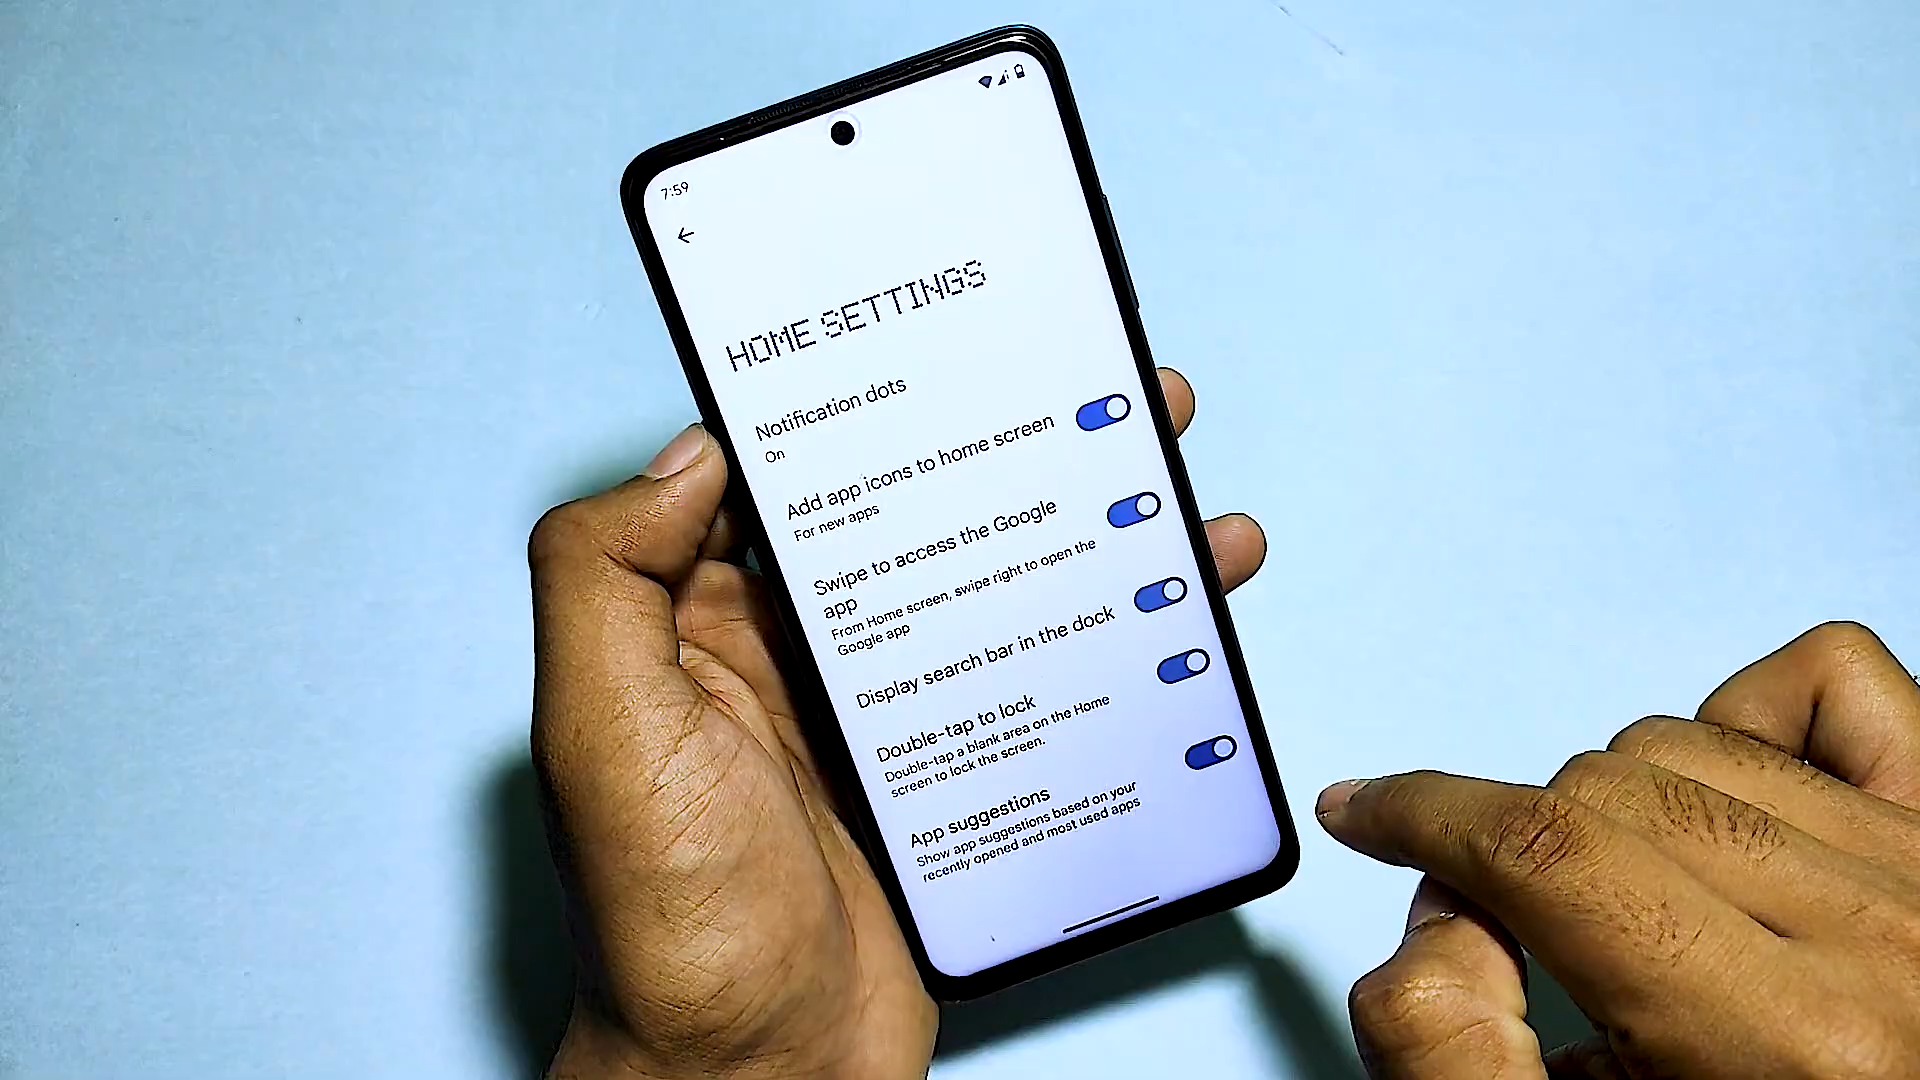 7:59
HOME SETTINGS
Notification dots
On
Add app icons to home screen
For new apps
Swipe to access the Google
app
From Home screen, swipe right to open the
Google app
Display search bar in the dock
Double-tap to lock
Double-tap a blank area on the Home
screen to lock the screen.
App suggestions
Show app suggestions based on your
recently opened and most used apps